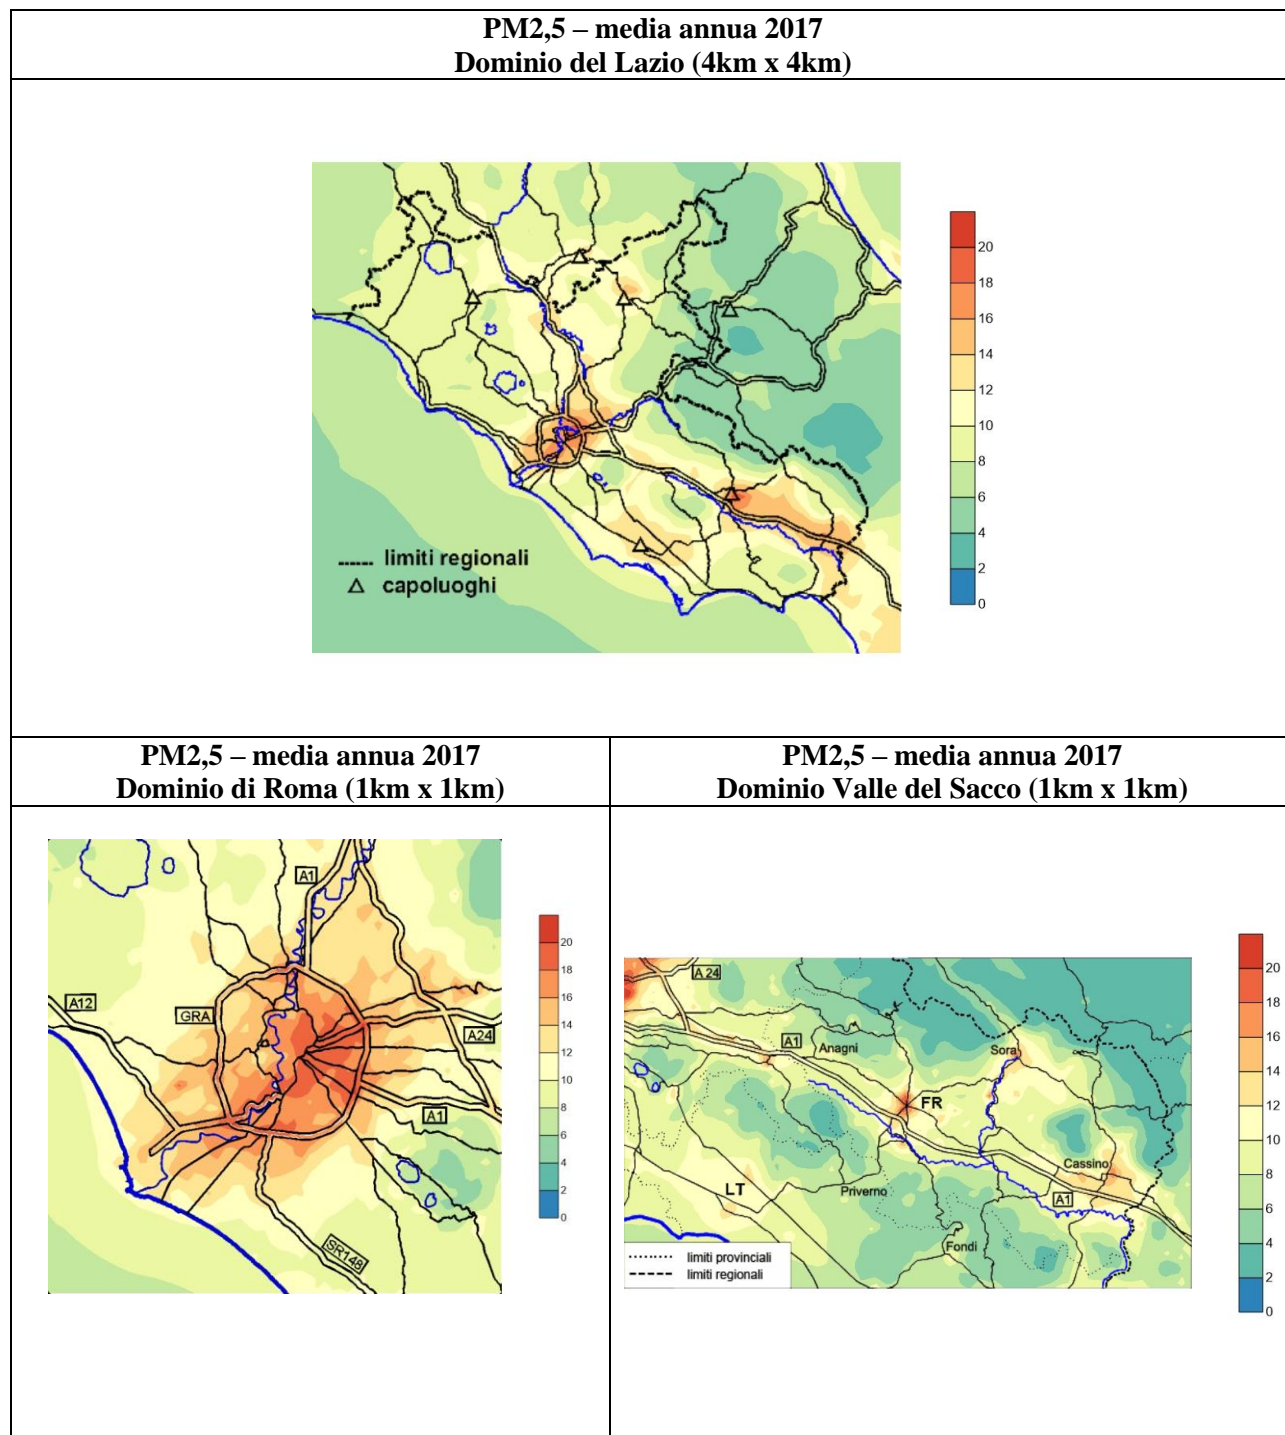 PM2,5 – media annua 2017
Dominio del Lazio (4km x 4km)
limiti regionali
capoluoghi
20
18
16
14
12
10
8
6
4
2
0
PM2,5 – media annua 2017
Dominio di Roma (1km x 1km)
A1
A12
GRA
A24
A1
SR148
20
18
16
14
12
10
8
6
4
2
0
PM2,5 – media annua 2017
Dominio Valle del Sacco (1km x 1km)
A 24
A1
Anagni
Sora
FR
Cassino
LT
Priverno
A1
Fondi
limiti provinciali
limiti regionali
20
18
16
14
12
10
8
6
4
2
0